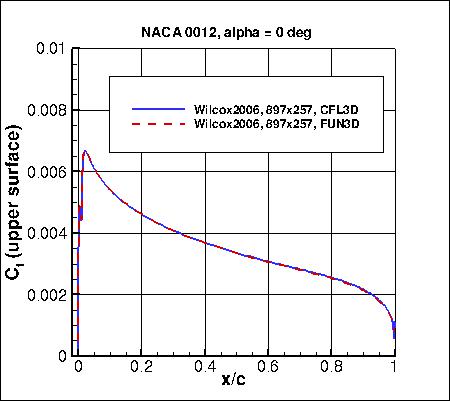 NACA 0012, alpha = 0 deg
0.01
Wilcox2006, 897x257, CFL3D
Wilcox2006, 897x257, FUN3D
0.008
0.006
0.004
0.002
0
Cf (upper surface)
0 0.2 0.4 0.6 0.8 1
x/c